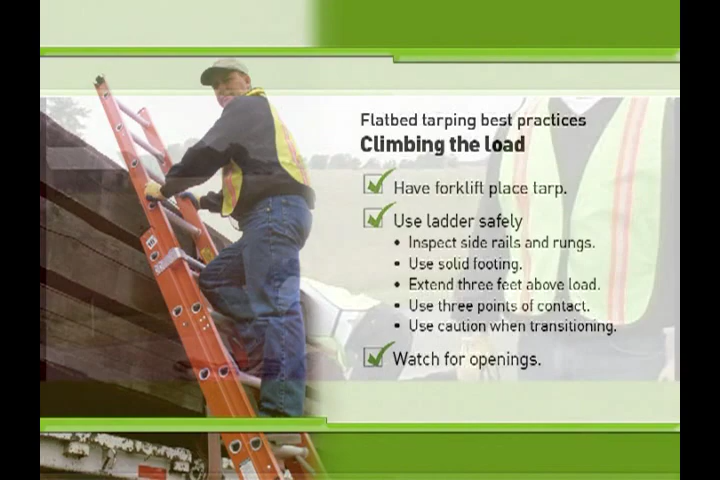 Flatbed tarping best practices
Climbing the load
Have forklift place tarp.
Use ladder safely
• Inspect side rails and rungs.
• Use solid footing.
• Extend three feet above load.
• Use three points of contact.
• Use caution when transitioning.
Watch for openings.